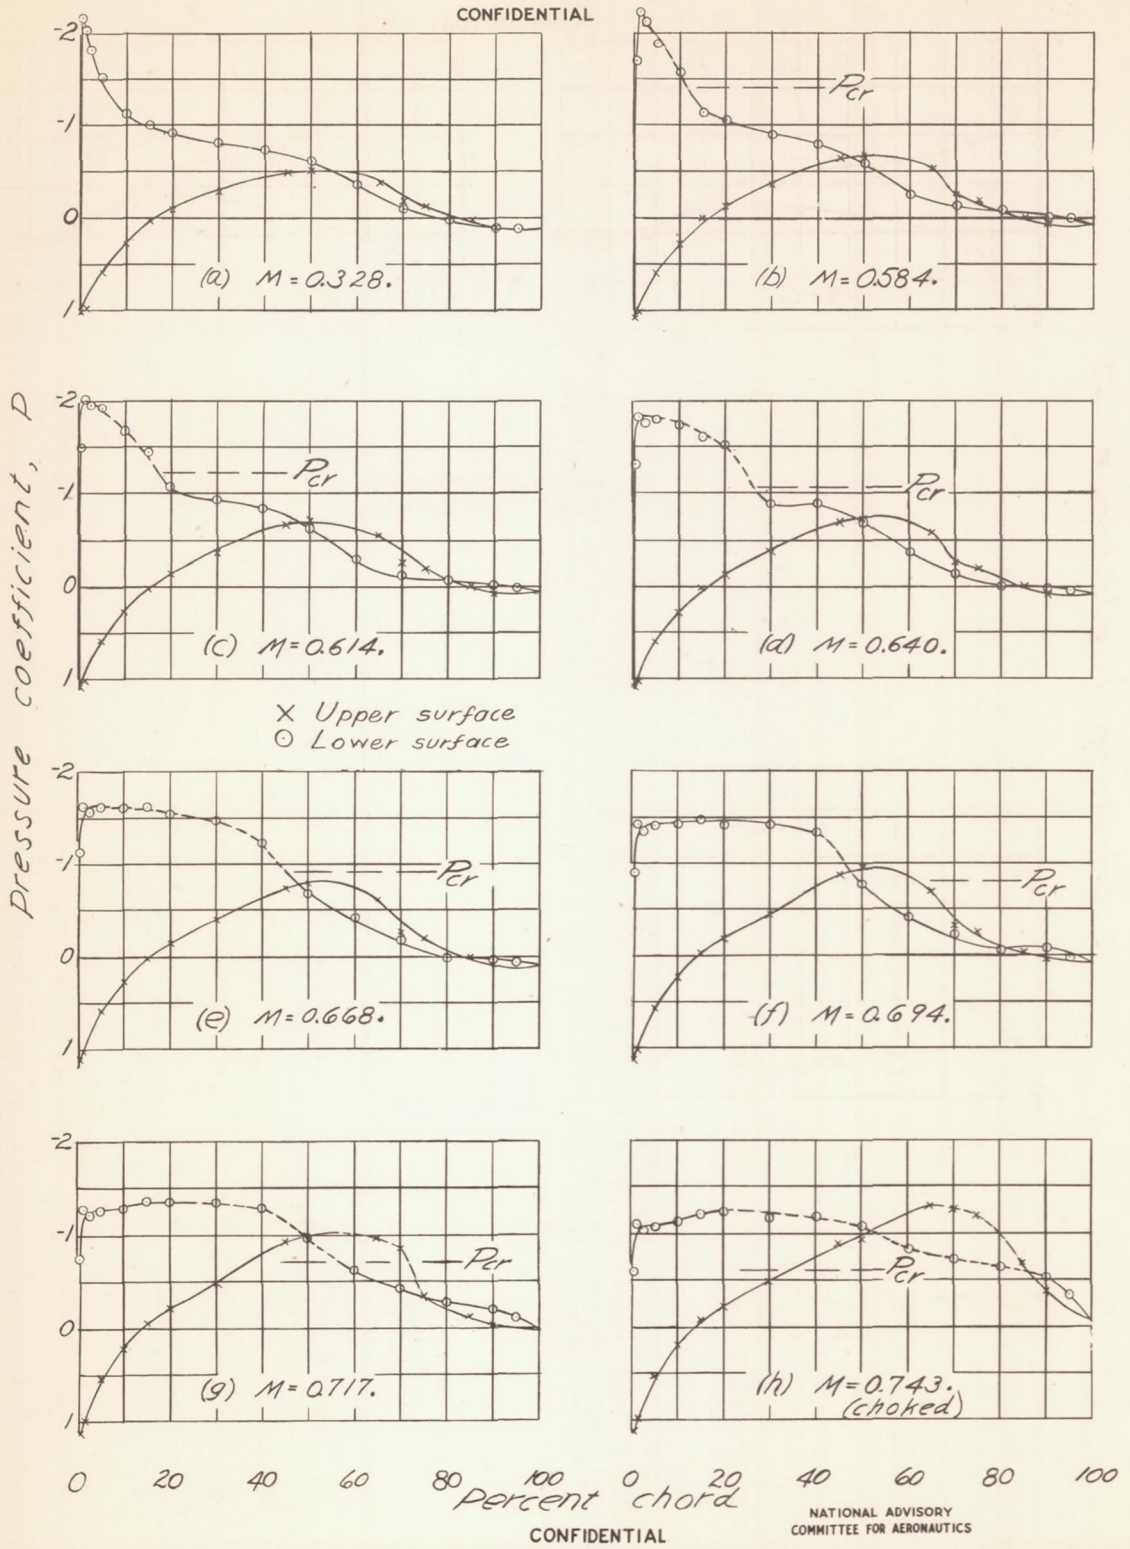 CONFIDENTIAL
-2
-1
0
1
(a) M = 0.328.
Pcr
(b) M = 0.584.
Pressure coefficient, P
-2
-1
0
1
Pcr
(c) M = 0.614.
Pcr
(d) M = 0.640.
× Upper surface
⊙ Lower surface
-2
-1
0
1
Pcr
(e) M = 0.668.
Pcr
(f) M = 0.694.
-2
-1
0
1
Pcr
(g) M = 0.717.
Pcr
(h) M = 0.743.
(choked)
0 20 40 60 80 100 0 20 40 60 80 100
Percent chord
NATIONAL ADVISORY
COMMITTEE FOR AERONAUTICS
CONFIDENTIAL